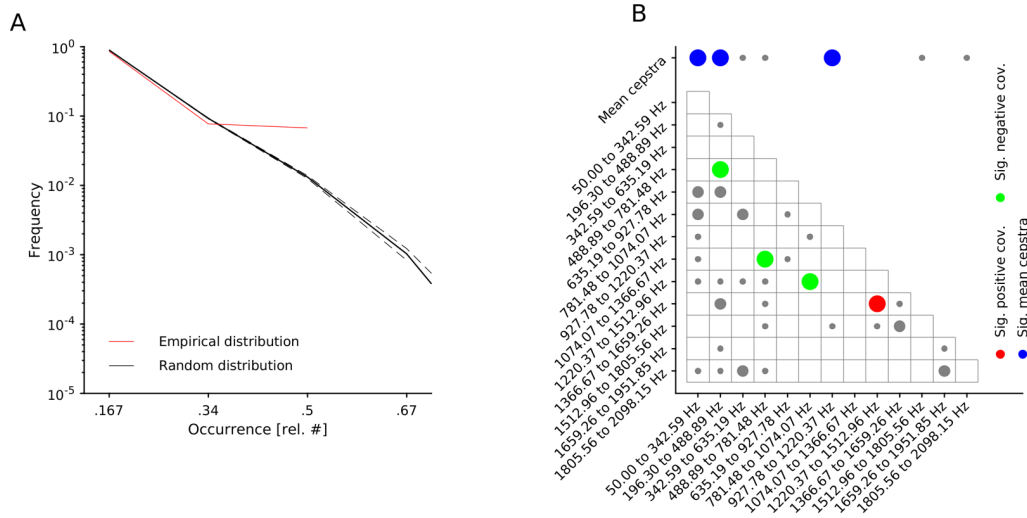 A
10^0
10^-1
10^-2
10^-3
10^-4
10^-5
Frequency
Empirical distribution
Random distribution
.167
.34
.5
.67
Occurrence [rel. #]
B
Mean cepstra
50.00 to 342.59 Hz
196.30 to 488.89 Hz
342.59 to 635.19 Hz
488.89 to 781.48 Hz
635.19 to 927.78 Hz
781.48 to 1074.07 Hz
927.78 to 1220.37 Hz
1074.07 to 1366.67 Hz
1220.37 to 1512.96 Hz
1366.67 to 1659.26 Hz
1512.96 to 1805.56 Hz
1659.26 to 1951.85 Hz
1805.56 to 2098.15 Hz
50.00 to 342.59 Hz
196.30 to 488.89 Hz
342.59 to 635.19 Hz
488.89 to 781.48 Hz
635.19 to 927.78 Hz
781.48 to 1074.07 Hz
927.78 to 1220.37 Hz
1074.07 to 1366.67 Hz
1220.37 to 1512.96 Hz
1366.67 to 1659.26 Hz
1512.96 to 1805.56 Hz
1659.26 to 1951.85 Hz
1805.56 to 2098.15 Hz
Sig. positive cov.
Sig. negative cov.
Sig. mean cepstra